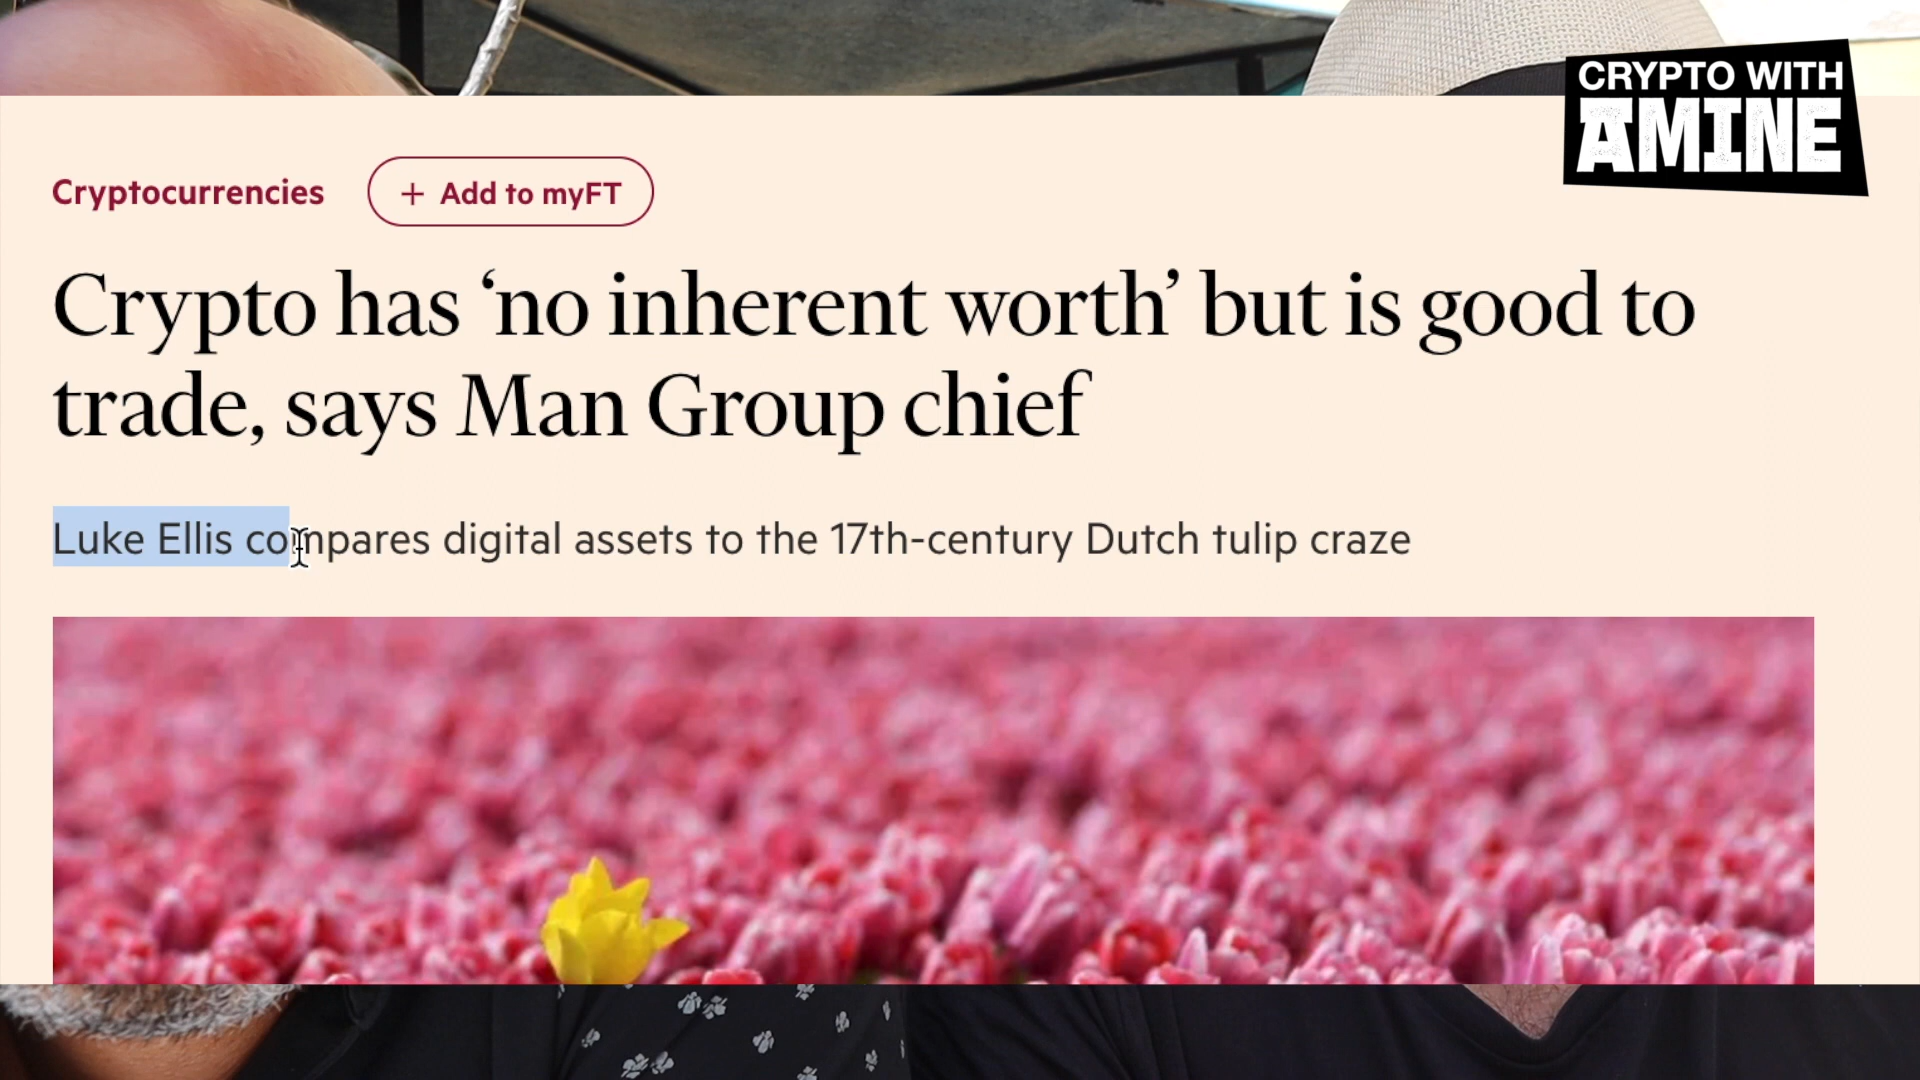 CRYPTO WITH
AMINE
Cryptocurrencies
+ Add to myFT
Crypto has ‘no inherent worth’ but is good to
trade, says Man Group chief
Luke Ellis compares digital assets to the 17th-century Dutch tulip craze